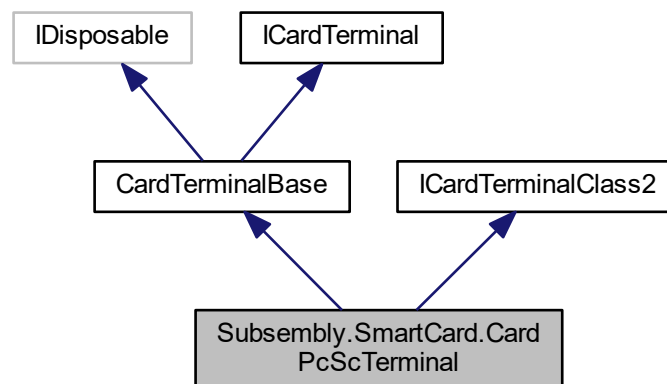 IDisposable
ICardTerminal
CardTerminalBase
ICardTerminalClass2
Subsembly.SmartCard.Card
PcScTerminal